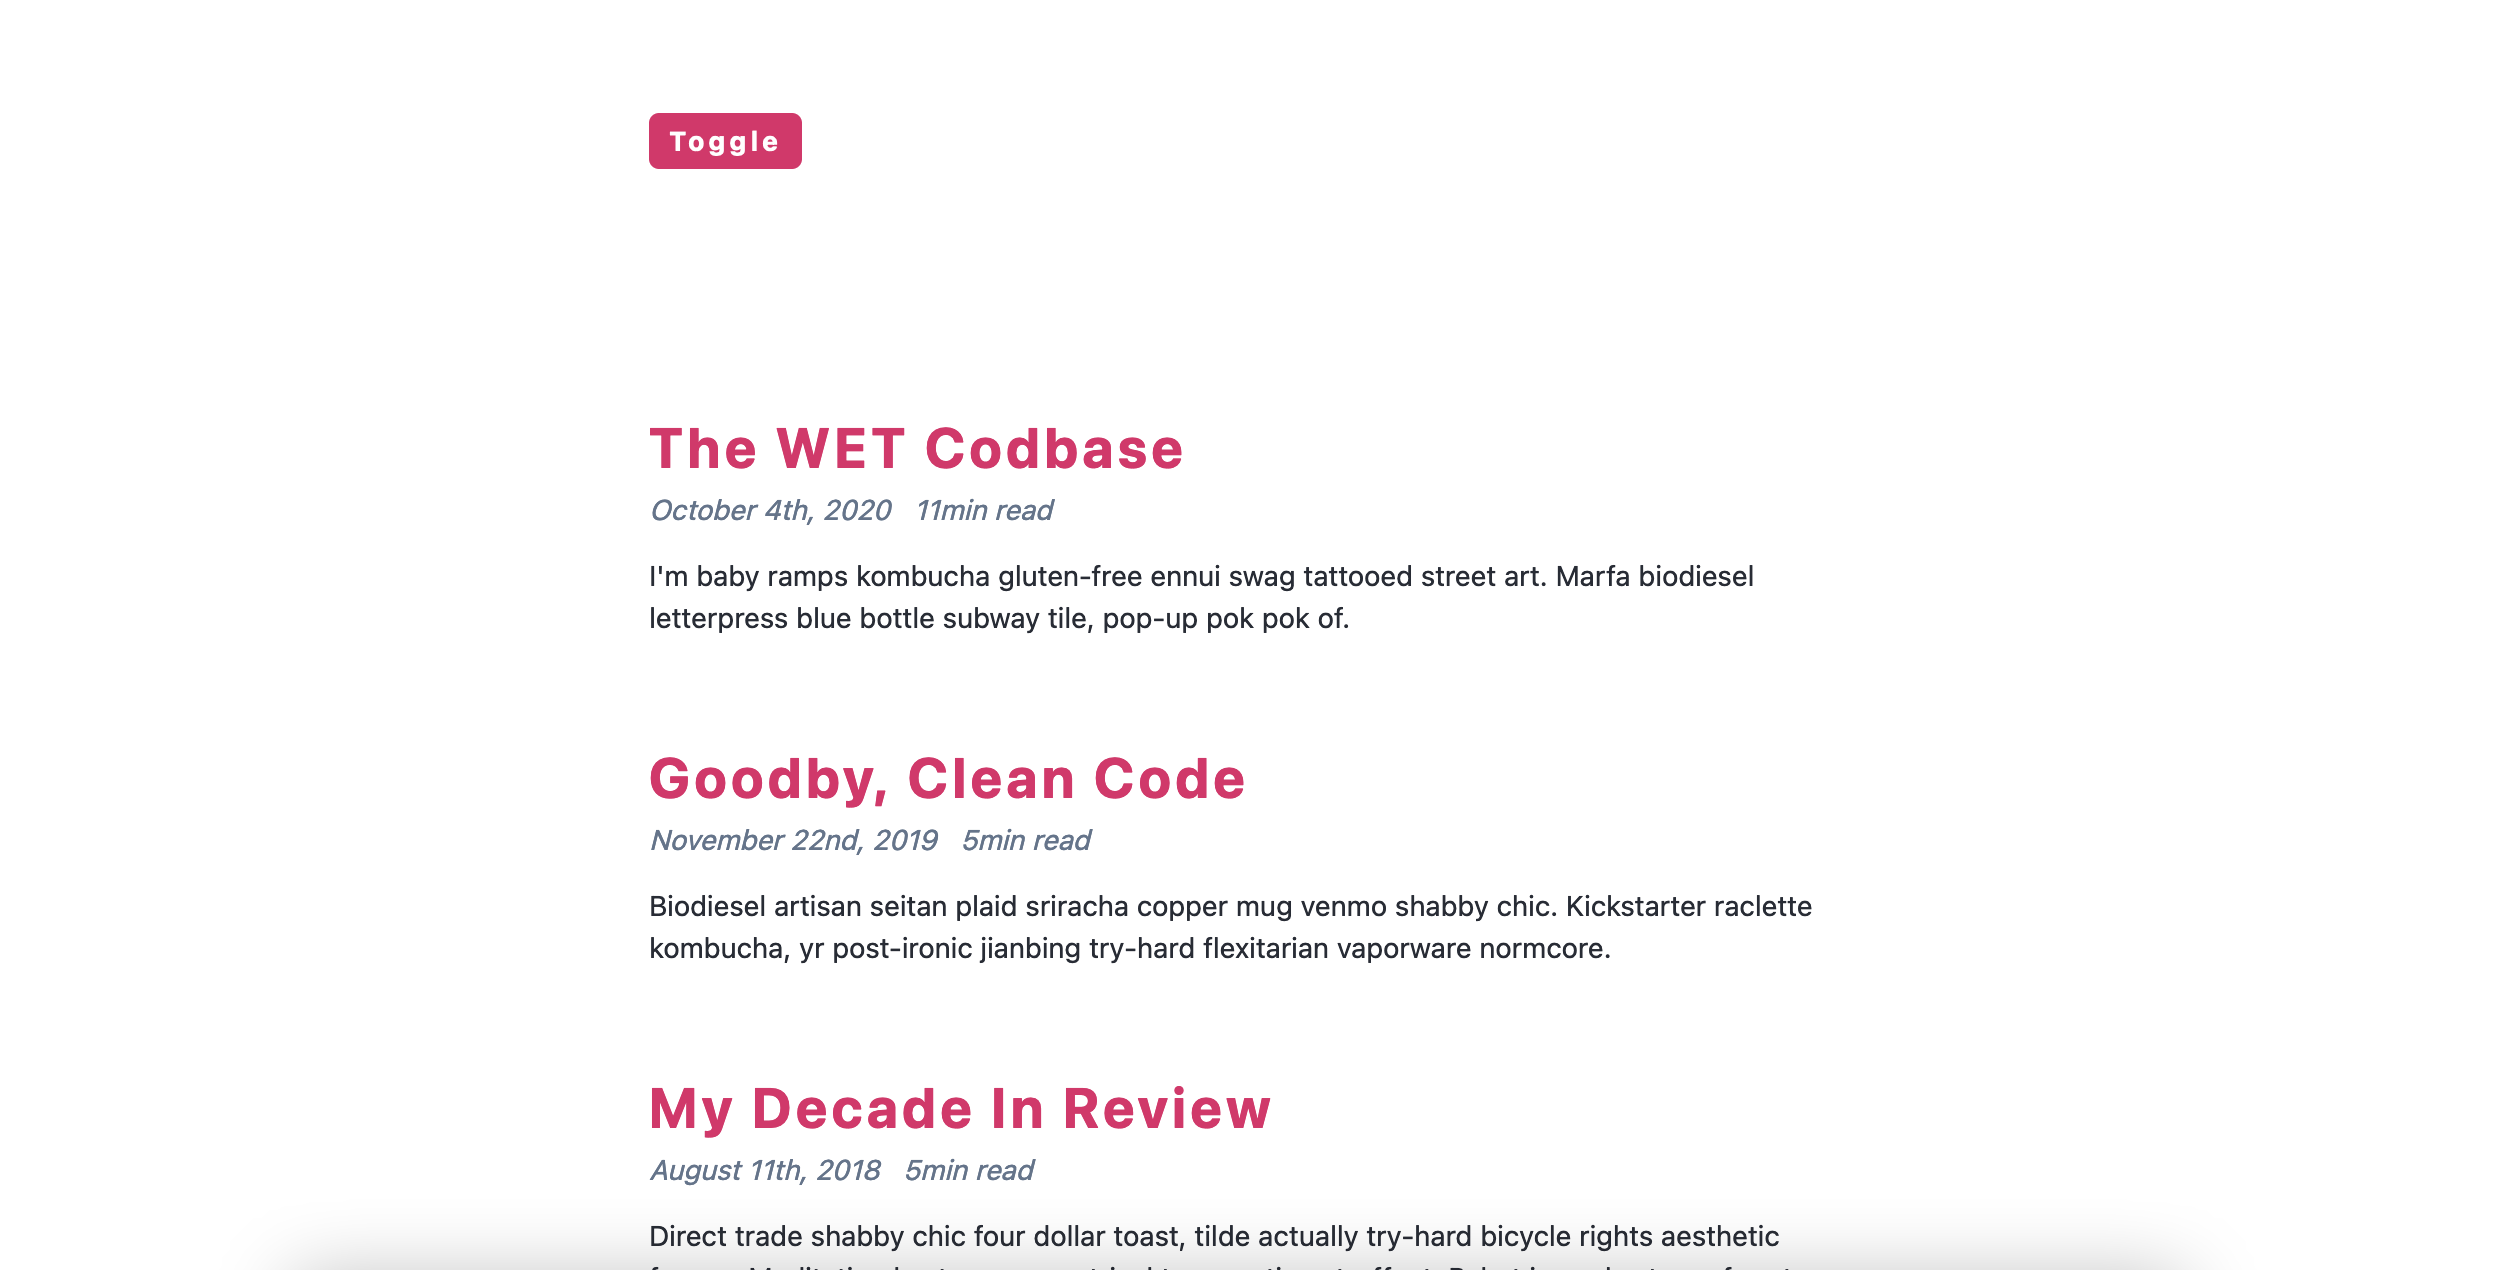 Toggle
The WET Codbase
October 4th, 2020 11min read
I'm baby ramps kombucha gluten-free ennui swag tattooed street art. Marfa biodiesel
letterpress blue bottle subway tile, pop-up pok pok of.
Goodby, Clean Code
November 22nd, 2019 5min read
Biodiesel artisan seitan plaid sriracha copper mug venmo shabby chic. Kickstarter raclette
kombucha, yr post-ironic jianbing try-hard flexitarian vaporware normcore.
My Decade In Review
August 11th, 2018 5min read
Direct trade shabby chic four dollar toast, tilde actually try-hard bicycle rights aesthetic